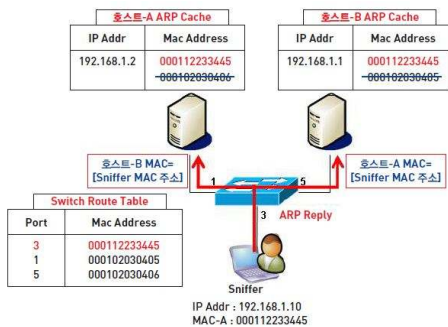 호스트-A ARP Cache
IP Addr Mac Address
192.168.1.2 000112233445
000102030406
호스트-B ARP Cache
IP Addr Mac Address
192.168.1.1 000112233445
000102030405
호스트-B MAC=
[Sniffer MAC 주소]
호스트-A MAC=
[Sniffer MAC 주소]
1
5
3 ARP Reply
Switch Route Table
Port Mac Address
3 000112233445
1 000102030405
5 000102030406
Sniffer
IP Addr : 192.168.1.10
MAC-A : 000112233445